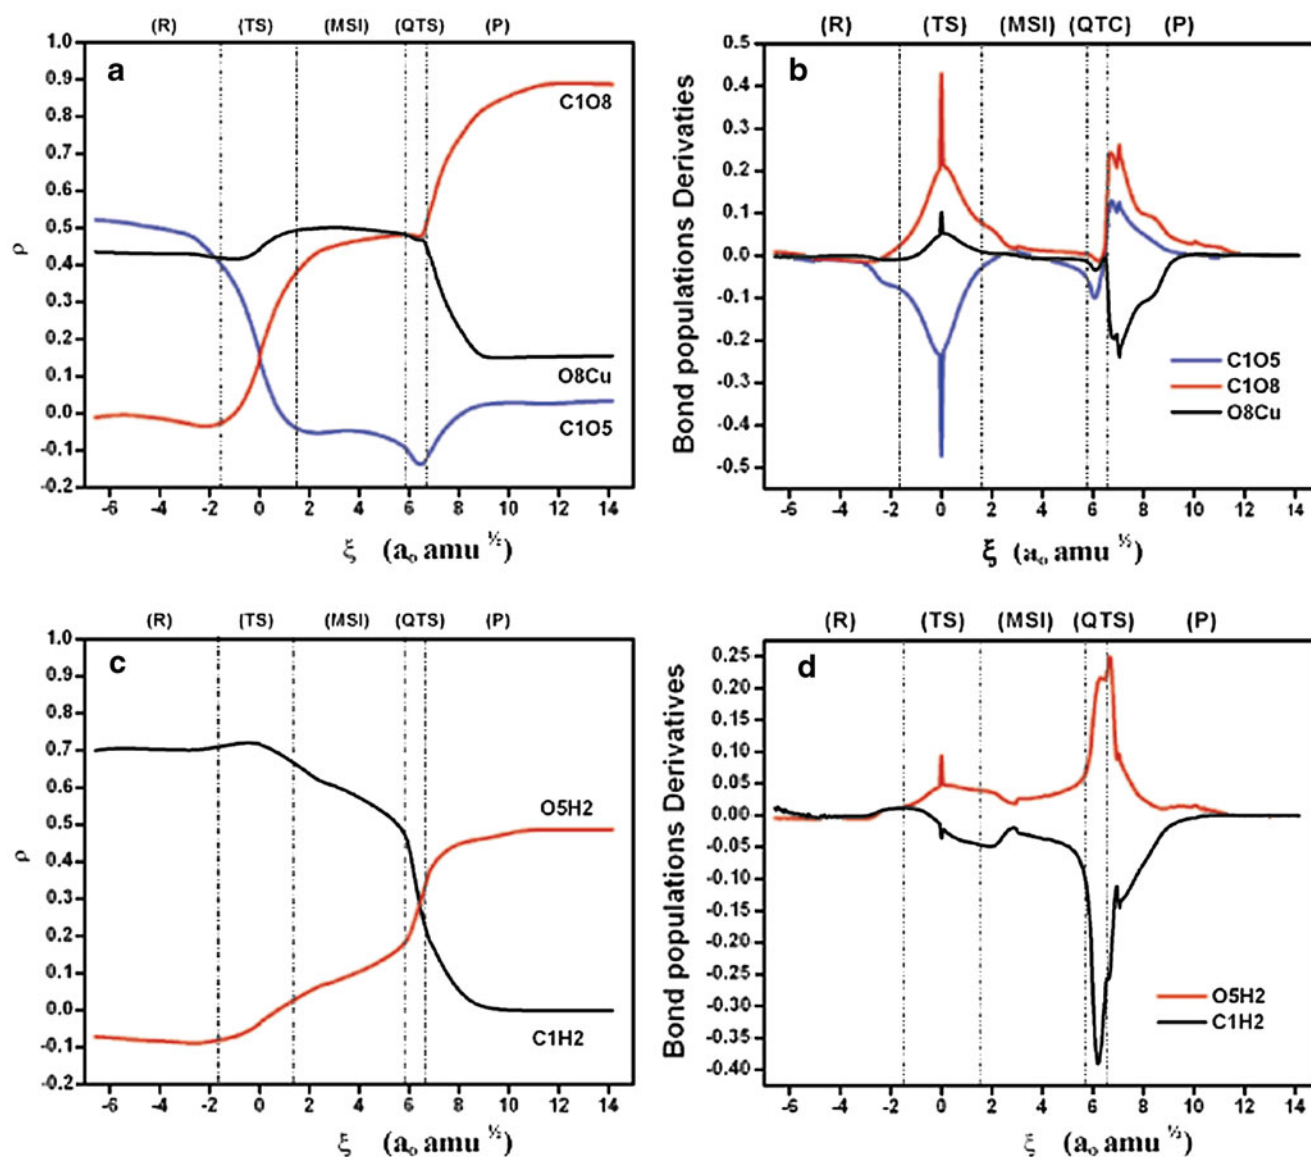 (R) (TS) (MSI) (QTS) (P)
a
1.0
0.9
0.8
0.7
0.6
0.5
0.4
0.3
0.2
0.1
0.0
-0.1
-0.2
ρ
C1O8
O8Cu
C1O5
-6 -4 -2 0 2 4 6 8 10 12 14
ξ (a₀ amu ½)
(R) (TS) (MSI) (QTC) (P)
b
0.5
0.4
0.3
0.2
0.1
0.0
-0.1
-0.2
-0.3
-0.4
-0.5
Bond populations Derivaties
C1O5
C1O8
O8Cu
-6 -4 -2 0 2 4 6 8 10 12 14
ξ (a₀ amu ½)
(R) (TS) (MSI) (QTS) (P)
c
1.0
0.9
0.8
0.7
0.6
0.5
0.4
0.3
0.2
0.1
0.0
-0.1
-0.2
ρ
O5H2
C1H2
-6 -4 -2 0 2 4 6 8 10 12 14
ξ (a₀ amu ½)
(R) (TS) (MSI) (QTS) (P)
d
0.25
0.20
0.15
0.10
0.05
0.00
-0.05
-0.10
-0.15
-0.20
-0.25
-0.30
-0.35
-0.40
Bond populations Derivatives
O5H2
C1H2
-6 -4 -2 0 2 4 6 8 10 12 14
ξ (a₀ amu ½)